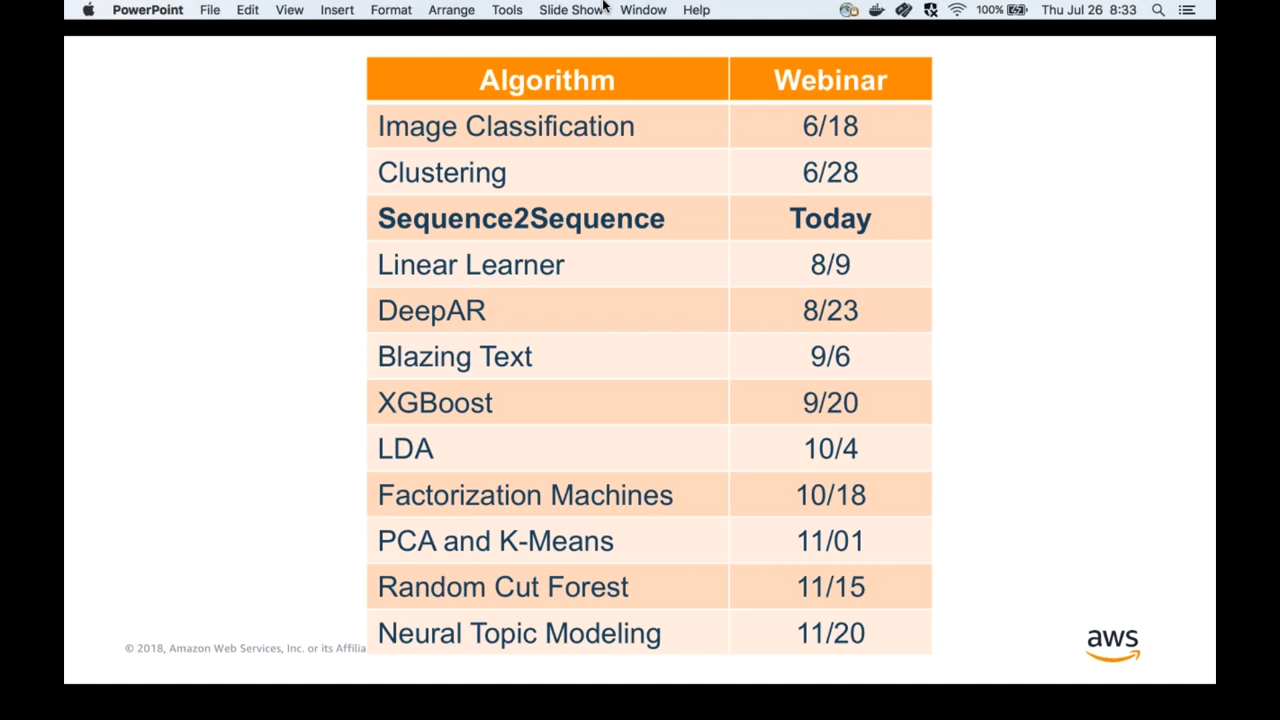 PowerPoint File Edit View Insert Format Arrange Tools Slide Show Window Help 100% Thu Jul 26 8:33
Algorithm Webinar
Image Classification 6/18
Clustering 6/28
Sequence2Sequence Today
Linear Learner 8/9
DeepAR 8/23
Blazing Text 9/6
XGBoost 9/20
LDA 10/4
Factorization Machines 10/18
PCA and K-Means 11/01
Random Cut Forest 11/15
Neural Topic Modeling 11/20
© 2018, Amazon Web Services, Inc. or its Affilia
aws